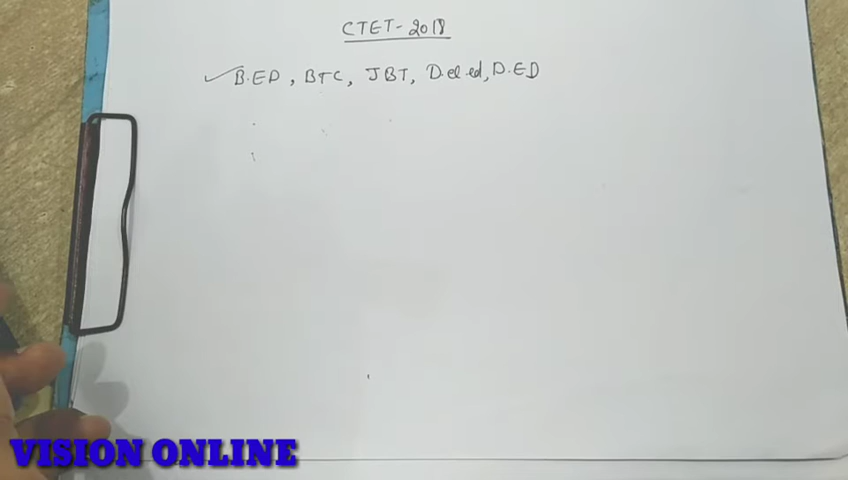 CTET-2018
B.ED, BTC, JBT, D.el.ed, D.ED
VISION ONLINE